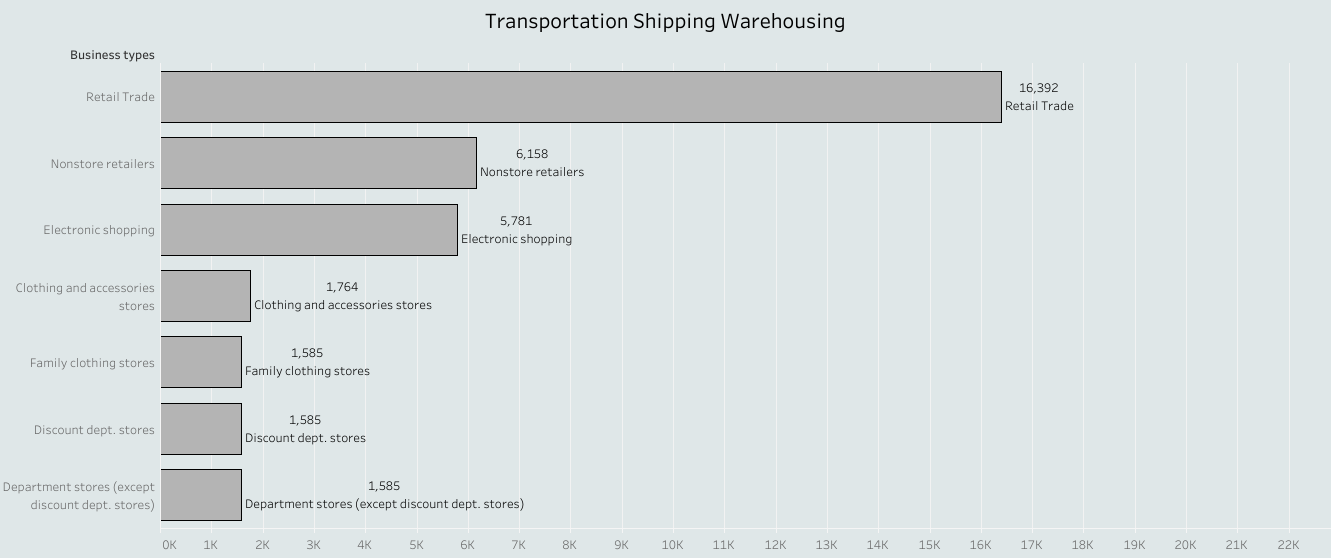 Transportation Shipping Warehousing
Business types
Retail Trade
16,392
Retail Trade
Nonstore retailers
6,158
Nonstore retailers
Electronic shopping
5,781
Electronic shopping
Clothing and accessories
stores
1,764
Clothing and accessories stores
Family clothing stores
1,585
Family clothing stores
Discount dept. stores
1,585
Discount dept. stores
Department stores (except
discount dept. stores)
1,585
Department stores (except discount dept. stores)
0K 1K 2K 3K 4K 5K 6K 7K 8K 9K 10K 11K 12K 13K 14K 15K 16K 17K 18K 19K 20K 21K 22K